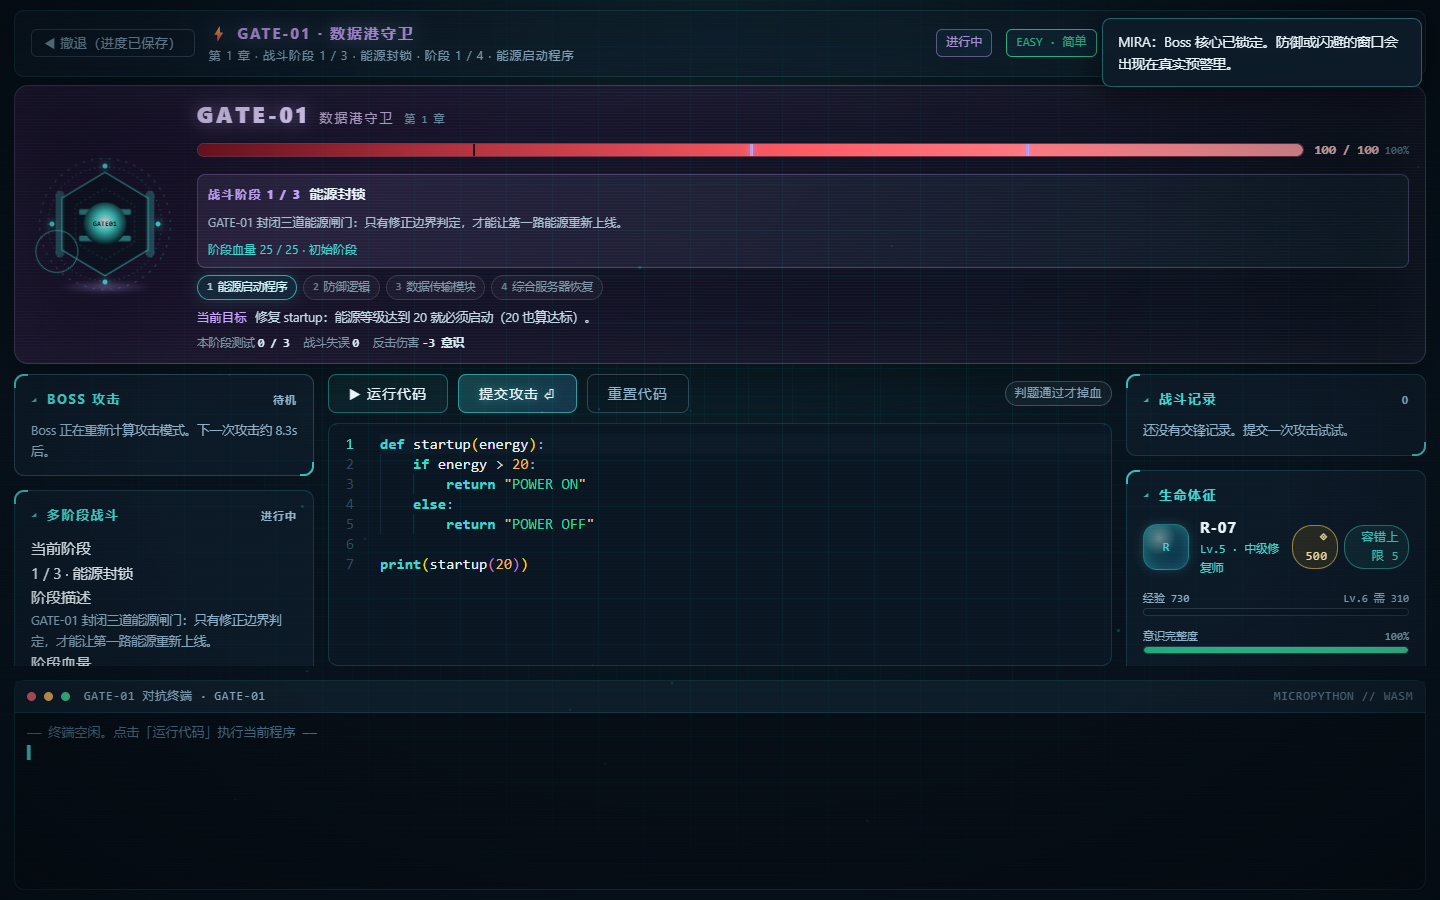 ◀ 撤退（进度已保存）
GATE-01 · 数据港守卫
第 1 章 · 战斗阶段 1 / 3 · 能源封锁 · 阶段 1 / 4 · 能源启动程序
进行中
EASY · 简单
MIRA：Boss 核心已锁定。防御或闪避的窗口会
出现在真实预警里。
GATE-01 数据港守卫 第 1 章
100 / 100 100%
GATE01
战斗阶段 1 / 3 能源封锁
GATE-01 封闭三道能源闸门：只有修正边界判定，才能让第一路能源重新上线。
阶段血量 25 / 25 · 初始阶段
1 能源启动程序
2 防御逻辑
3 数据传输模块
4 综合服务器恢复
当前目标 修复 startup：能源等级达到 20 就必须启动（20 也算达标）。
本阶段测试 0 / 3 战斗失误 0 反击伤害 -3 意识
BOSS 攻击
待机
Boss 正在重新计算攻击模式。下一次攻击约 8.3s
后。
多阶段战斗
进行中
当前阶段
1 / 3 · 能源封锁
阶段描述
GATE-01 封闭三道能源闸门：只有修正边界判
定，才能让第一路能源重新上线。
阶段血量
▶ 运行代码
提交攻击 ⏎
重置代码
判题通过才掉血
1 def startup(energy):
2     if energy > 20:
3         return "POWER ON"
4     else:
5         return "POWER OFF"
6
7 print(startup(20))
战斗记录
0
还没有交锋记录。提交一次攻击试试。
生命体征
R
R-07
Lv.5 · 中级修
复师
◈
500
容错上
限 5
经验 730
Lv.6 需 310
意识完整度
100%
GATE-01 对抗终端 · GATE-01
MICROPYTHON // WASM
— 终端空闲。点击「运行代码」执行当前程序 —